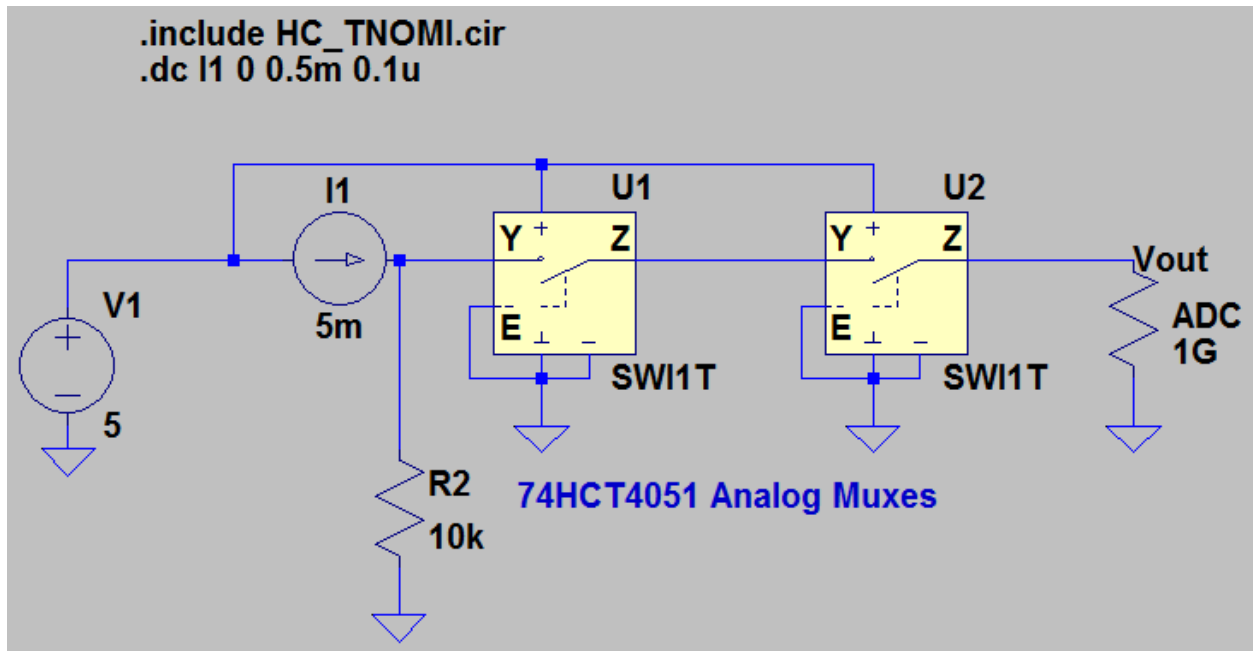 .include HC_TNOMI.cir
.dc I1 0 0.5m 0.1u
I1
U1
U2
Y + Z
Y + Z
Vout
V1
5m
E
E
ADC
1G
SWI1T
SWI1T
5
R2
10k
74HCT4051 Analog Muxes